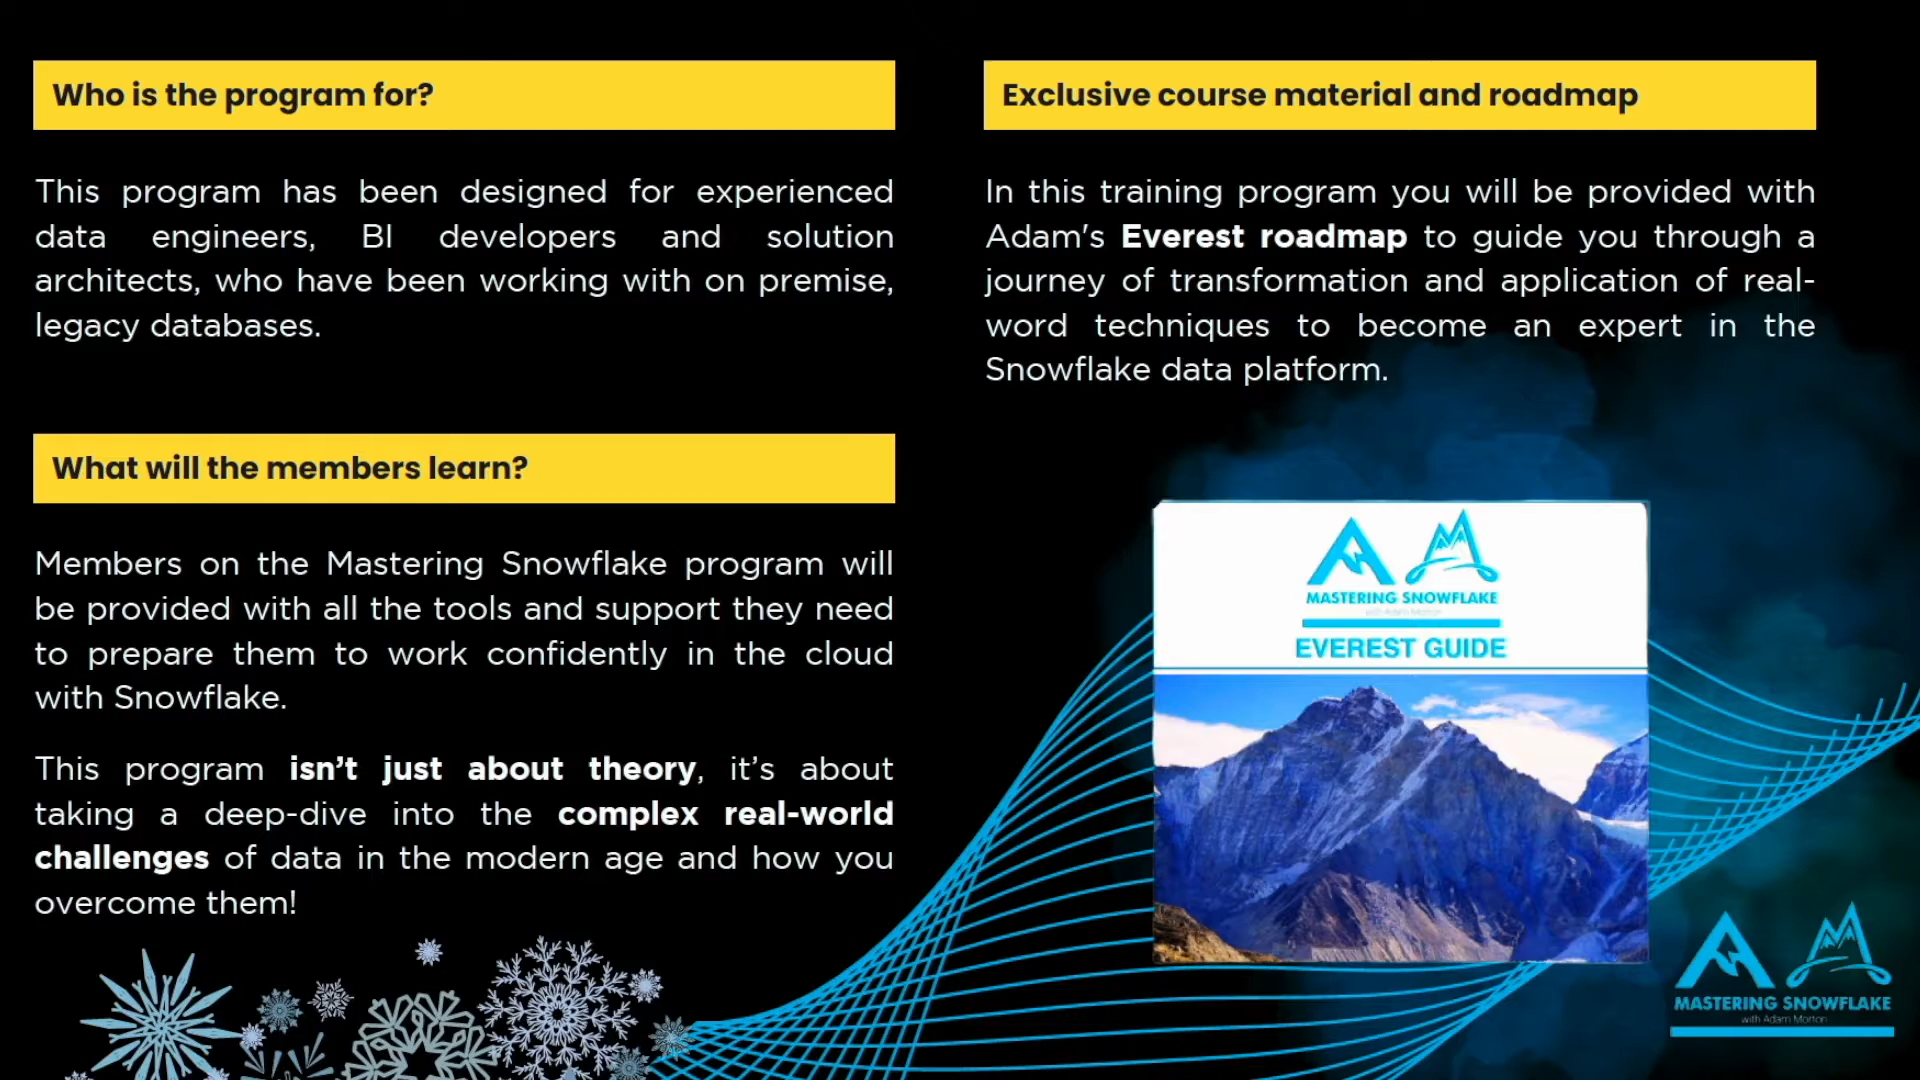 Who is the program for?
This program has been designed for experienced
data engineers, BI developers and solution
architects, who have been working with on premise,
legacy databases.
What will the members learn?
Members on the Mastering Snowflake program will
be provided with all the tools and support they need
to prepare them to work confidently in the cloud
with Snowflake.
This program isn’t just about theory, it’s about
taking a deep-dive into the complex real-world
challenges of data in the modern age and how you
overcome them!
Exclusive course material and roadmap
In this training program you will be provided with
Adam's Everest roadmap to guide you through a
journey of transformation and application of real-
word techniques to become an expert in the
Snowflake data platform.
MASTERING SNOWFLAKE
with Adam Morton
EVEREST GUIDE
MASTERING SNOWFLAKE
with Adam Morton